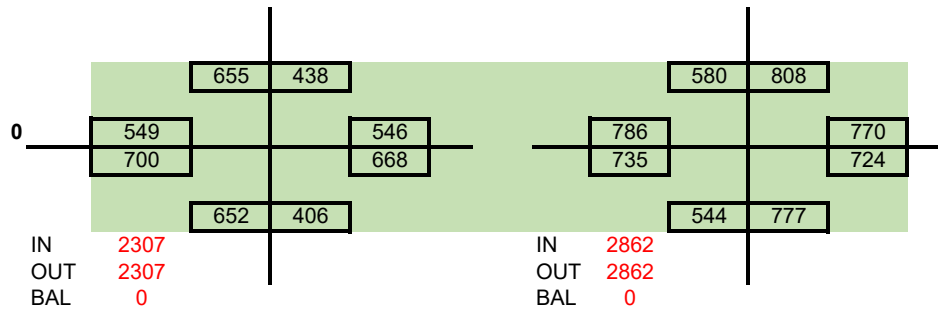 655 438 580 808
0 549 546 786 770
700 668 735 724
652 406 544 777
IN 2307 IN 2862
OUT 2307 OUT 2862
BAL 0 BAL 0